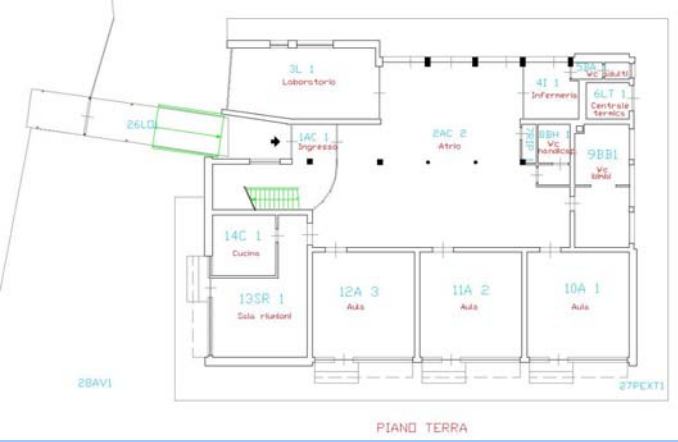 3L 1
Laboratorio
5BA 1
Wc adulti
4I 1
Infermeria
6LT 1
Centrale
termica
26LO
1AC 1
Ingresso
2AC 2
Atrio
7RIP
8BH 1
Wc
handicap
9BB1
Wc
bimbi
14C 1
Cucina
13SR 1
Sala riunioni
12A 3
Aula
11A 2
Aula
10A 1
Aula
28AV1
27PEXT1
PIANO TERRA